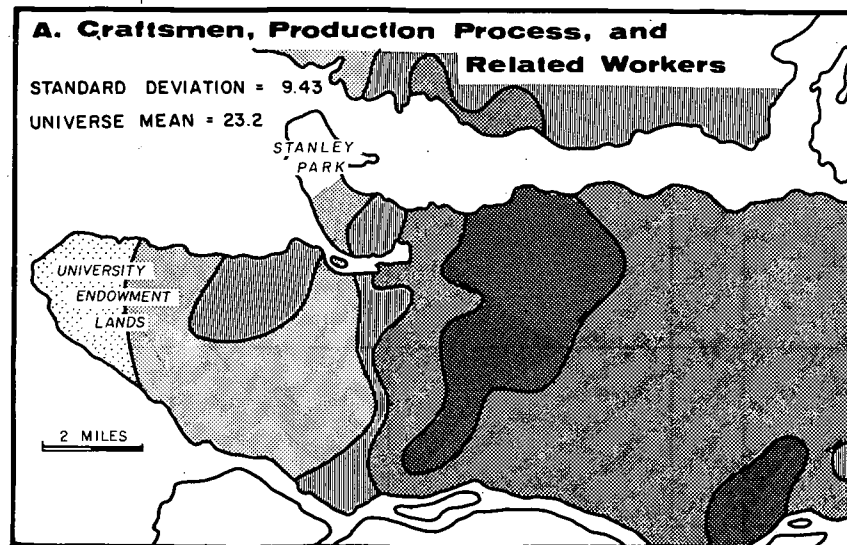 A. Craftsmen, Production Process, and
Related Workers
STANDARD DEVIATION = 9.43
UNIVERSE MEAN = 23.2
STANLEY
PARK
UNIVERSITY
ENDOWMENT
LANDS
2 MILES